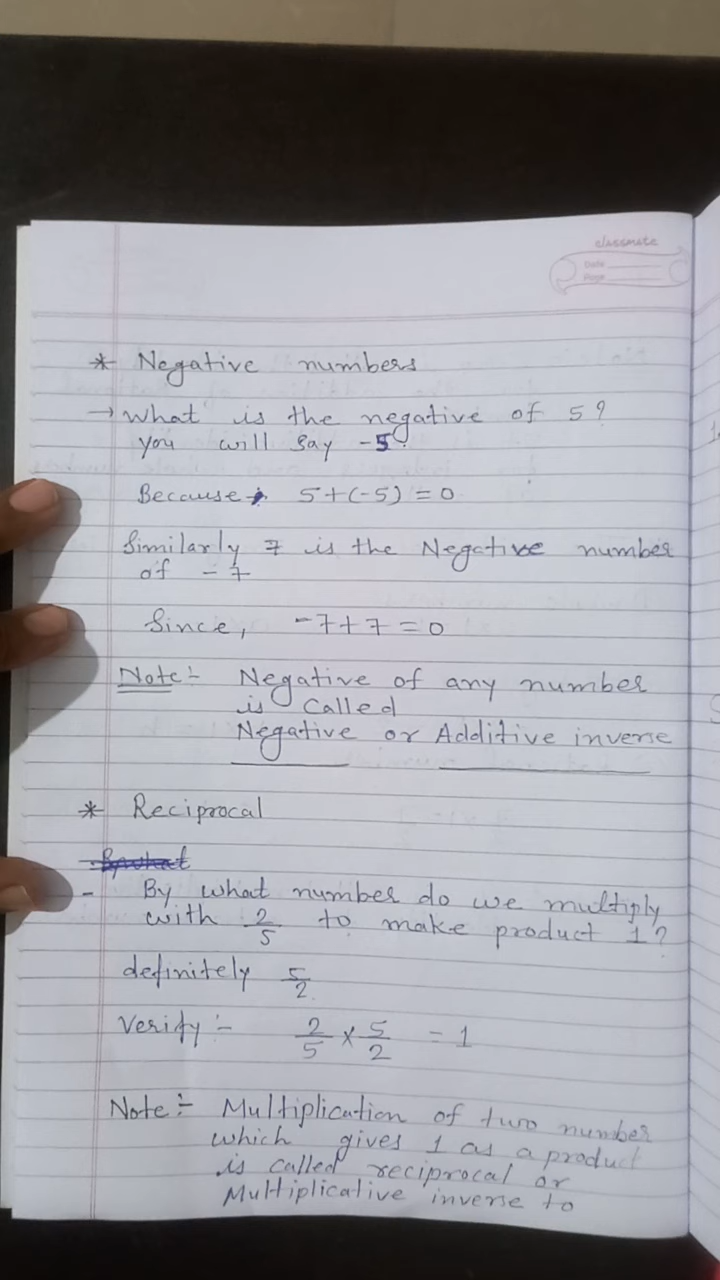 classmate
Date
Page
* Negative numbers
→ What is the negative of 5?
you will say -5.
Because, 5+(-5) = 0
Similarly 7 is the Negative number
of -7
Since, -7+7 = 0
Note:- Negative of any number
is called
Negative or Additive inverse
* Reciprocal
- By what number do we multiply
with 2/5 to make product 1?
definitely 5/2
Verify:- 2/5 × 5/2 = 1
Note:- Multiplication of two number
which gives 1 as a product
is called reciprocal or
Multiplicative inverse to